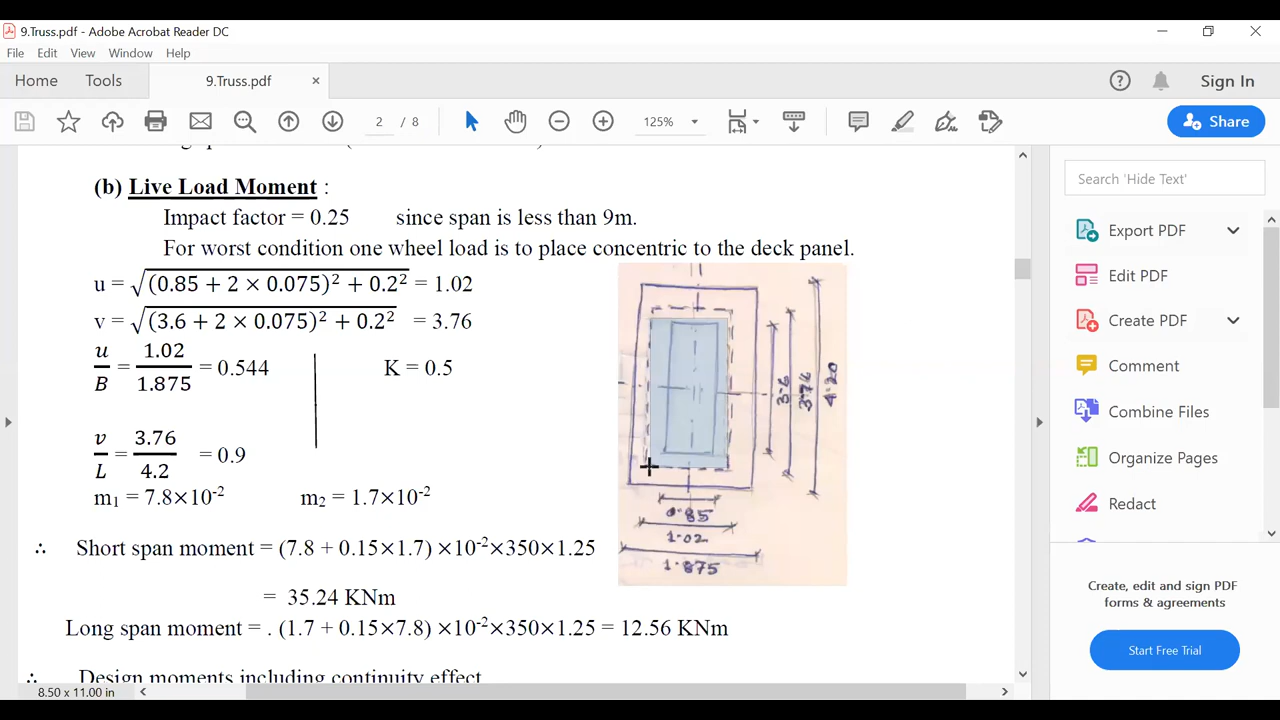 9.Truss.pdf - Adobe Acrobat Reader DC
File Edit View Window Help
Home Tools 9.Truss.pdf × Sign In
2 / 8 125% Share
(b) Live Load Moment :
Impact factor = 0.25 since span is less than 9m.
For worst condition one wheel load is to place concentric to the deck panel.
u = √(0.85 + 2 × 0.075)² + 0.2² = 1.02
v = √(3.6 + 2 × 0.075)² + 0.2² = 3.76
u/B = 1.02/1.875 = 0.544 K = 0.5
v/L = 3.76/4.2 = 0.9
m₁ = 7.8×10⁻² m₂ = 1.7×10⁻²
∴ Short span moment = (7.8 + 0.15×1.7) ×10⁻²×350×1.25
= 35.24 KNm
Long span moment = . (1.7 + 0.15×7.8) ×10⁻²×350×1.25 = 12.56 KNm
∴ Design moments including continuity effect
3.6
3.76
4.20
0.85
1.02
1.875
8.50 x 11.00 in
Search 'Hide Text'
Export PDF
Edit PDF
Create PDF
Comment
Combine Files
Organize Pages
Redact
Create, edit and sign PDF
forms & agreements
Start Free Trial